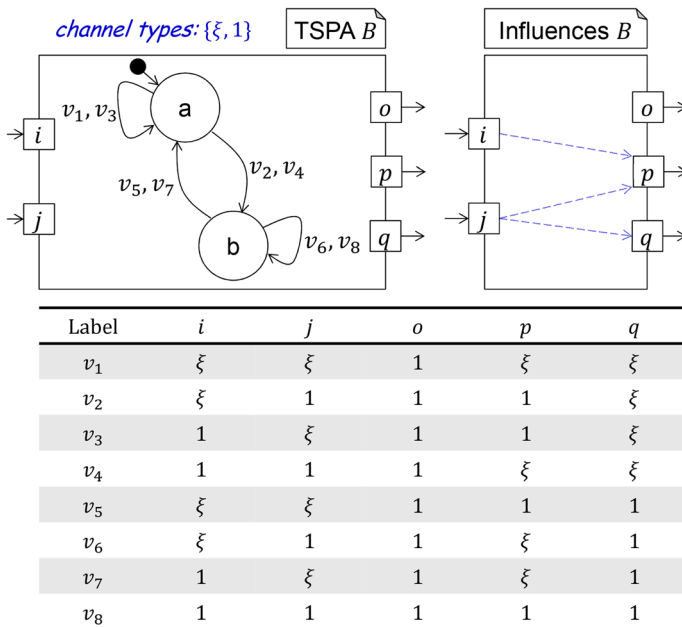 channel types: {ξ, 1}
TSPA B
Influences B
a
v₁, v₃
i
o
v₂, v₄
v₅, v₇
p
j
b
v₆, v₈
q
i
o
p
j
q
Label i j o p q
v₁ ξ ξ 1 ξ ξ
v₂ ξ 1 1 1 ξ
v₃ 1 ξ 1 1 ξ
v₄ 1 1 1 ξ ξ
v₅ ξ ξ 1 1 1
v₆ ξ 1 1 ξ 1
v₇ 1 ξ 1 ξ 1
v₈ 1 1 1 1 1